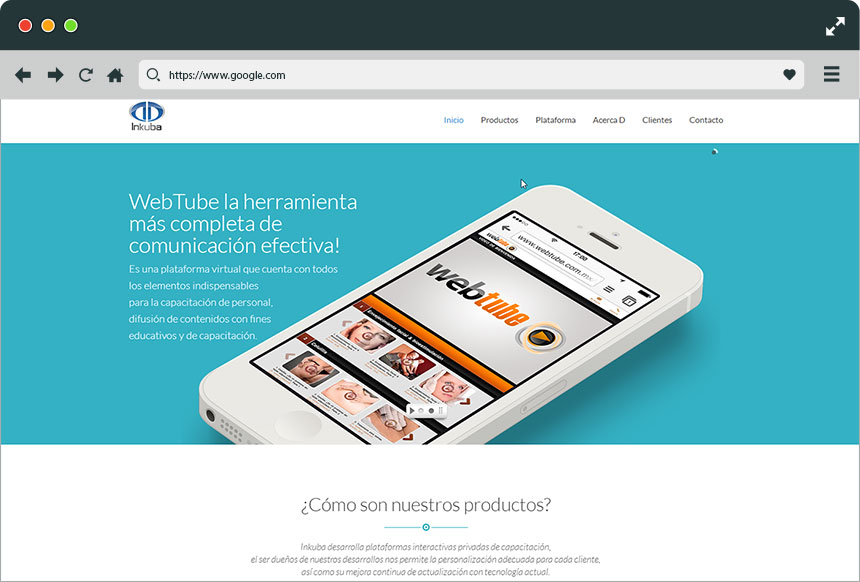 https://www.google.com
Inkuba
Inicio Productos Plataforma Acerca D Clientes Contacto
WebTube la herramienta
más completa de
comunicación efectiva!
Es una plataforma virtual que cuenta con todos
los elementos indispensables
para la capacitación de personal,
difusión de contenidos con fines
educativos y de capacitación.
17:00
www.webtube.com.mx
webtube
webtube
¿Cómo son nuestros productos?
Inkuba desarrolla plataformas interactivas privadas de capacitación,
el ser dueños de nuestros desarrollos nos permite la personalización adecuada para cada cliente,
así como su mejora continua de actualización con tecnología actual.